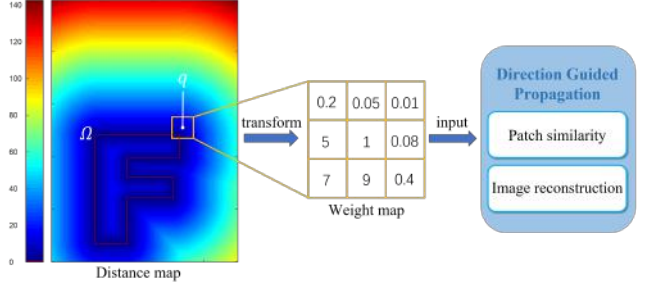 140
120
100
80
60
40
20
0
q
Ω
Distance map
transform
0.2 0.05 0.01
5 1 0.08
7 9 0.4
Weight map
input
Direction Guided
Propagation
Patch similarity
Image reconstruction